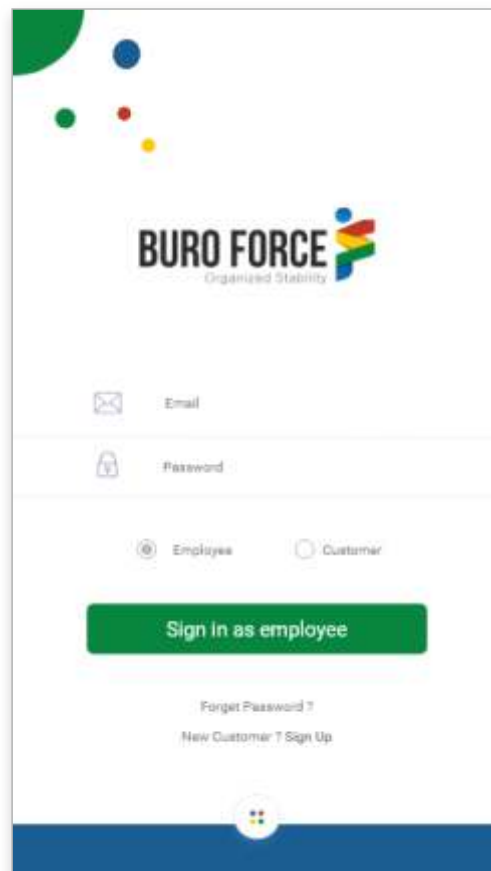 BURO FORCE
Organized Stability
Email
Password
Employee
Customer
Sign in as employee
Forget Password ?
New Customer ? Sign Up